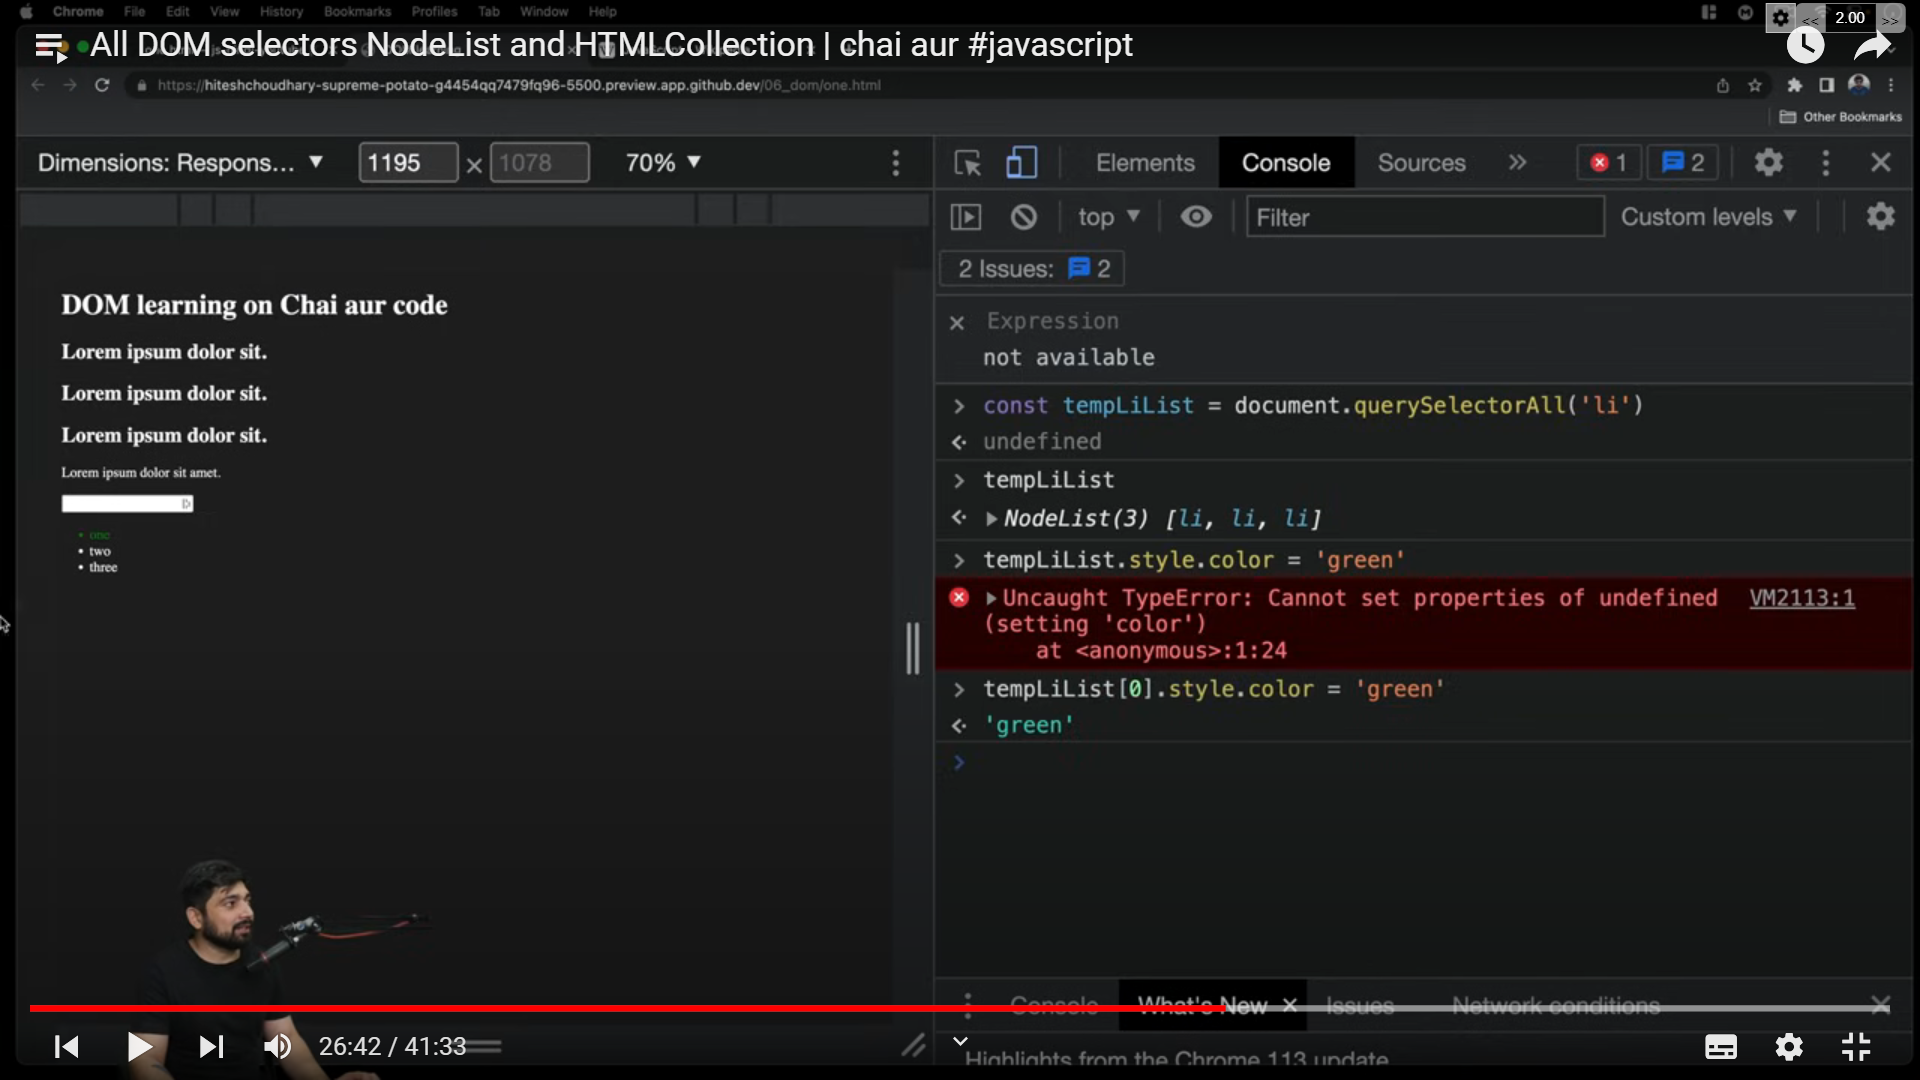 Chrome File Edit View History Bookmarks Profiles Tab Window Help
2.00
All DOM selectors NodeList and HTMLCollection | chai aur #javascript
https://hiteshchoudhary-supreme-potato-g4454qq7479fq96-5500.preview.app.github.dev/06_dom/one.html
Other Bookmarks
Dimensions: Respons... ▼ 1195 × 1078 70% ▼
Elements Console Sources » 1 2
top ▼ Filter Custom levels ▼
2 Issues: 2
Expression
not available
> const tempLiList = document.querySelectorAll('li')
undefined
> tempLiList
NodeList(3) [li, li, li]
> tempLiList.style.color = 'green'
Uncaught TypeError: Cannot set properties of undefined VM2113:1
(setting 'color')
at <anonymous>:1:24
> tempLiList[0].style.color = 'green'
'green'
>
DOM learning on Chai aur code
Lorem ipsum dolor sit.
Lorem ipsum dolor sit.
Lorem ipsum dolor sit.
Lorem ipsum dolor sit amet.
• one
• two
• three
Console What's New × Issues Network conditions
26:42 / 41:33
Highlights from the Chrome 113 update